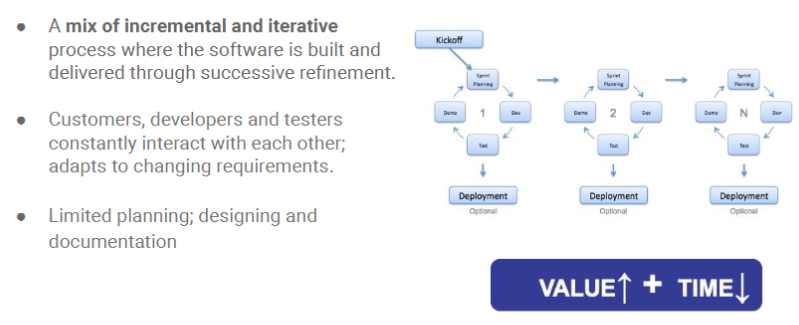 ● A mix of incremental and iterative
process where the software is built and
delivered through successive refinement.
● Customers, developers and testers
constantly interact with each other;
adapts to changing requirements.
● Limited planning; designing and
documentation
Kickoff
Sprint
Planning
Demo
1
Dev
Test
Deployment
Optional
Sprint
Planning
Demo
2
Dev
Test
Deployment
Optional
Sprint
Planning
Demo
N
Dev
Test
Deployment
Optional
VALUE↑ + TIME↓